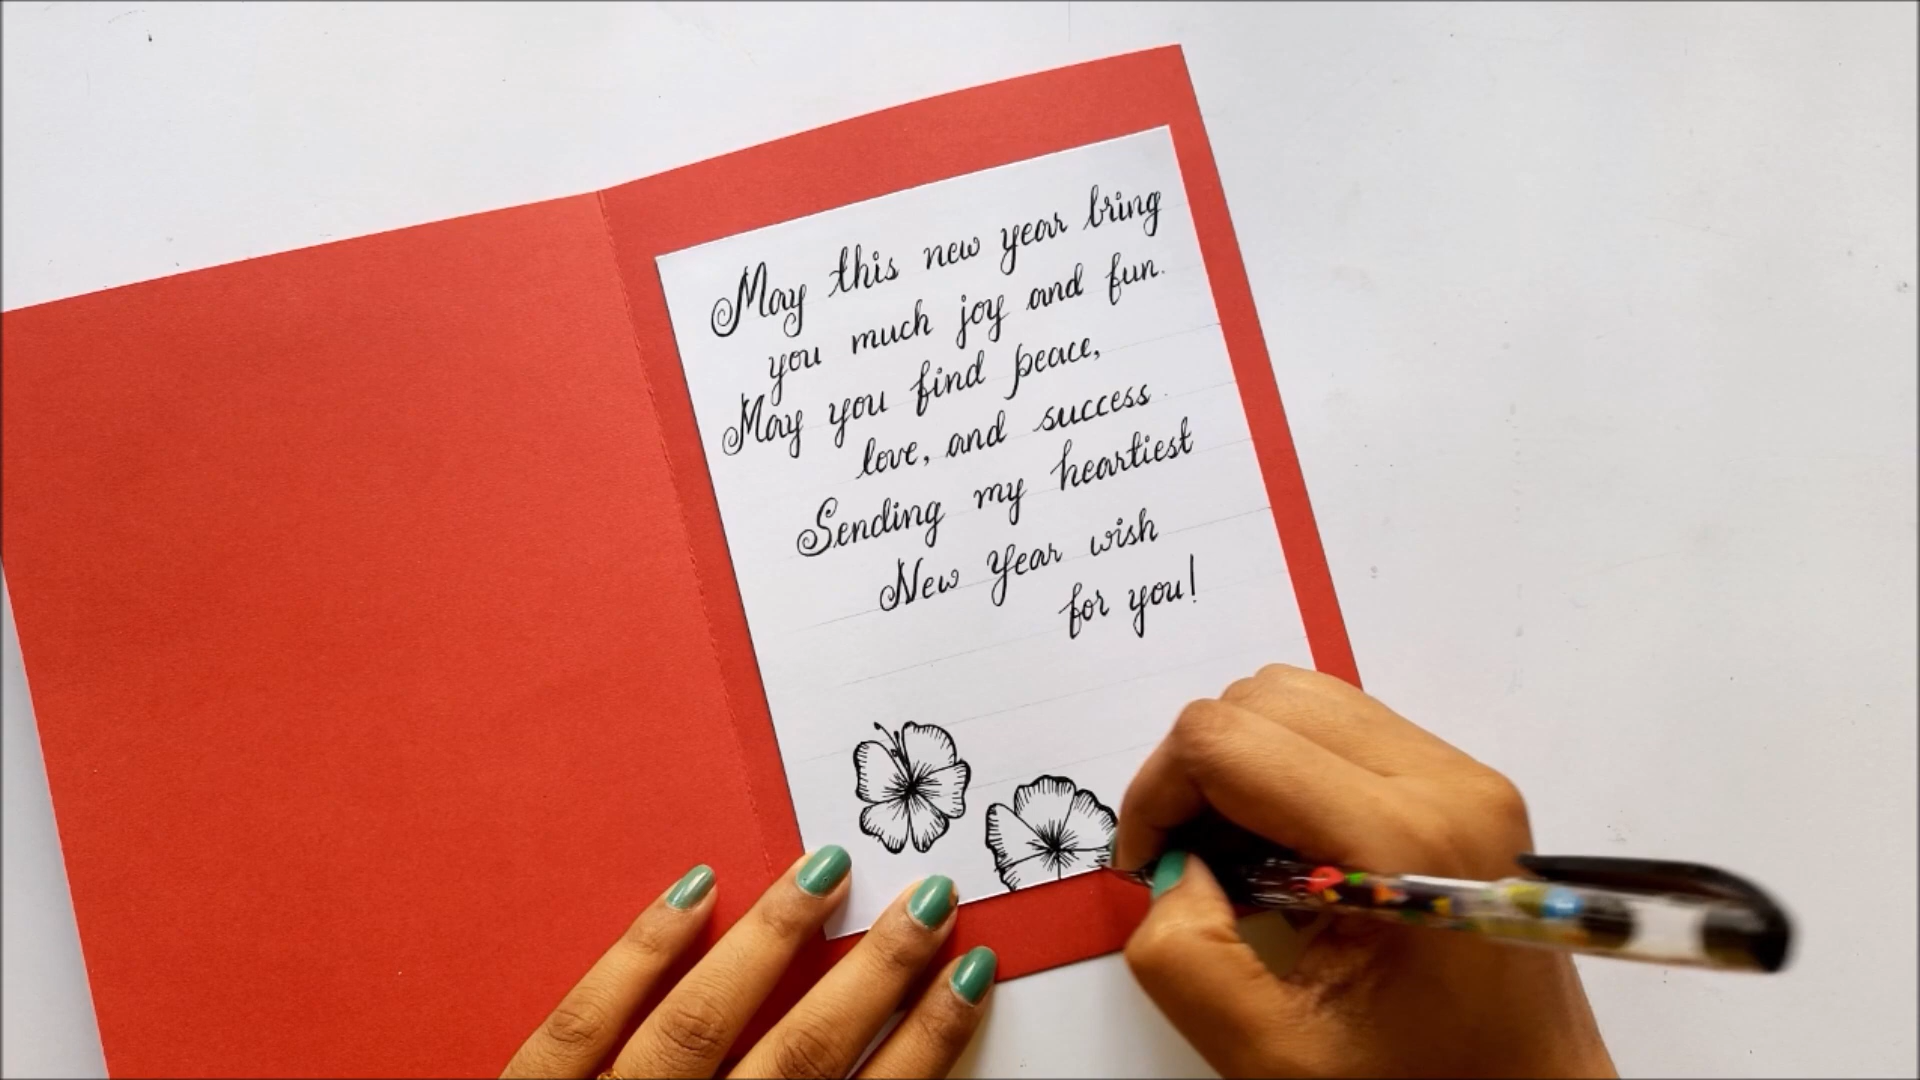 May this new year bring
you much joy and fun.
May you find peace,
love, and success
Sending my heartiest
New Year wish
for you!